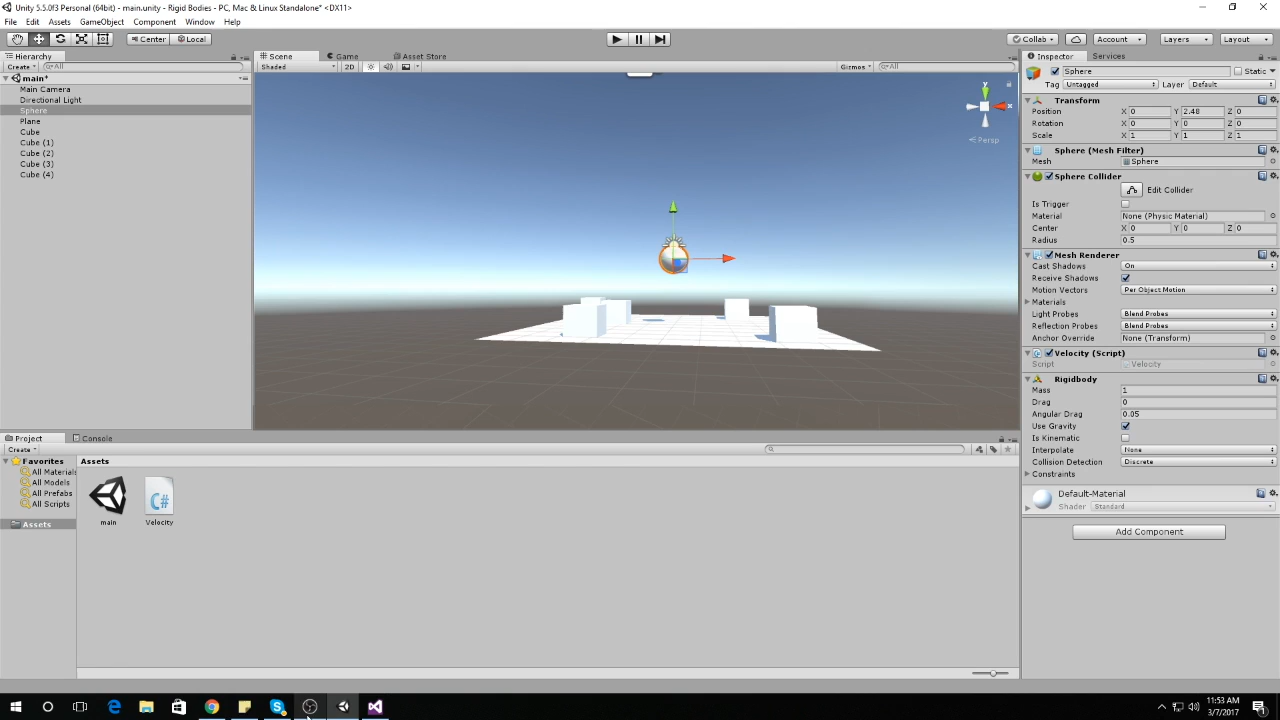 Unity 5.5.0f3 Personal (64bit) - main.unity - Rigid Bodies - PC, Mac & Linux Standalone* <DX11>
File Edit Assets GameObject Component Window Help
Center Local Collab Account Layers Layout
Hierarchy Scene Game Asset Store Inspector Services
Create All Shaded 2D Gizmos All Sphere Static
main*
Tag Untagged Layer Default
Main Camera
Directional Light
Transform
Sphere
Position X 0 Y 2.48 Z 0
Plane
Rotation X 0 Y 0 Z 0
Cube
Scale X 1 Y 1 Z 1
Cube (1)
Cube (2)
Cube (3)
Cube (4)
y
x
Persp
Sphere (Mesh Filter)
Mesh Sphere
Sphere Collider
Edit Collider
Is Trigger
Material None (Physic Material)
Center X 0 Y 0 Z 0
Radius 0.5
Mesh Renderer
Cast Shadows On
Receive Shadows
Motion Vectors Per Object Motion
Materials
Light Probes Blend Probes
Reflection Probes Blend Probes
Anchor Override None (Transform)
Velocity (Script)
Script Velocity
Rigidbody
Mass 1
Drag 0
Angular Drag 0.05
Use Gravity
Is Kinematic
Interpolate None
Collision Detection Discrete
Constraints
Default-Material
Shader Standard
Add Component
Project Console
Create
Favorites Assets
All Materials
All Models
All Prefabs
All Scripts
Assets
C#
main Velocity
11:53 AM
3/7/2017